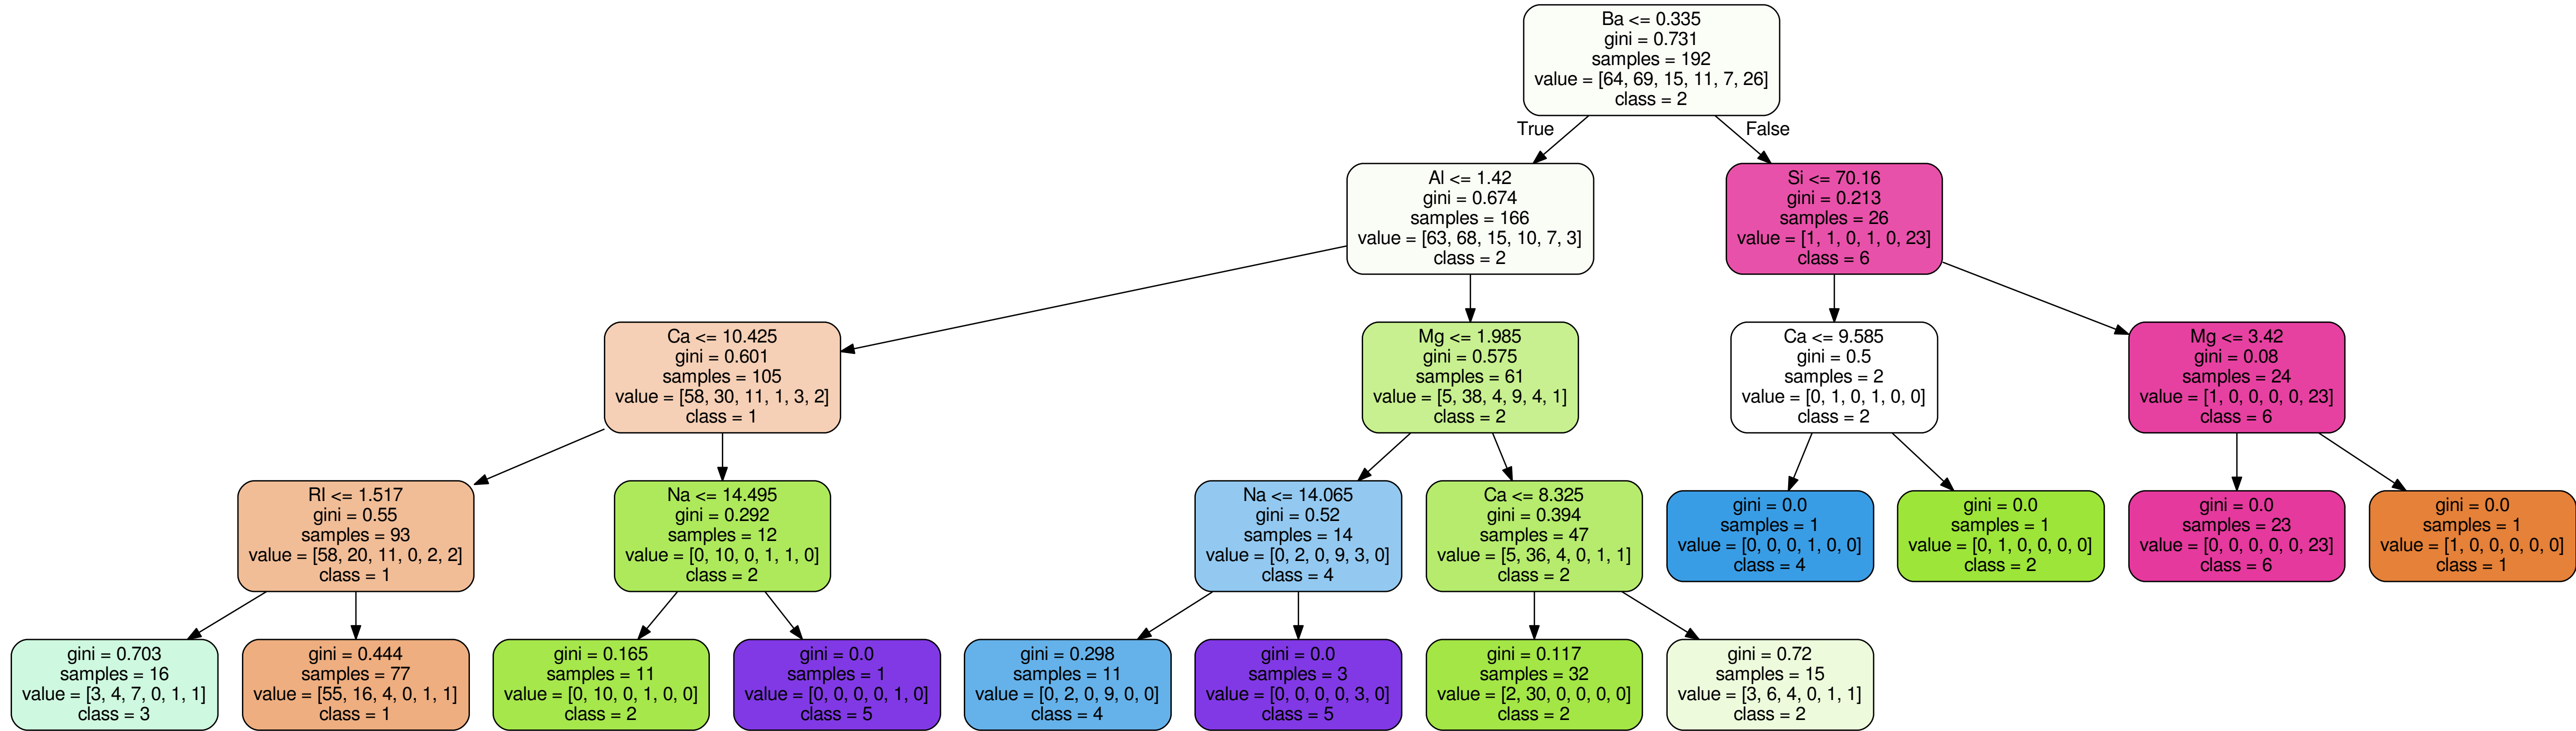 Ba <= 0.335
gini = 0.731
samples = 192
value = [64, 69, 15, 11, 7, 26]
class = 2
True
False
Al <= 1.42
gini = 0.674
samples = 166
value = [63, 68, 15, 10, 7, 3]
class = 2
Si <= 70.16
gini = 0.213
samples = 26
value = [1, 1, 0, 1, 0, 23]
class = 6
Ca <= 10.425
gini = 0.601
samples = 105
value = [58, 30, 11, 1, 3, 2]
class = 1
Mg <= 1.985
gini = 0.575
samples = 61
value = [5, 38, 4, 9, 4, 1]
class = 2
Ca <= 9.585
gini = 0.5
samples = 2
value = [0, 1, 0, 1, 0, 0]
class = 2
Mg <= 3.42
gini = 0.08
samples = 24
value = [1, 0, 0, 0, 0, 23]
class = 6
RI <= 1.517
gini = 0.55
samples = 93
value = [58, 20, 11, 0, 2, 2]
class = 1
Na <= 14.495
gini = 0.292
samples = 12
value = [0, 10, 0, 1, 1, 0]
class = 2
Na <= 14.065
gini = 0.52
samples = 14
value = [0, 2, 0, 9, 3, 0]
class = 4
Ca <= 8.325
gini = 0.394
samples = 47
value = [5, 36, 4, 0, 1, 1]
class = 2
gini = 0.0
samples = 1
value = [0, 0, 0, 1, 0, 0]
class = 4
gini = 0.0
samples = 1
value = [0, 1, 0, 0, 0, 0]
class = 2
gini = 0.0
samples = 23
value = [0, 0, 0, 0, 0, 23]
class = 6
gini = 0.0
samples = 1
value = [1, 0, 0, 0, 0, 0]
class = 1
gini = 0.703
samples = 16
value = [3, 4, 7, 0, 1, 1]
class = 3
gini = 0.444
samples = 77
value = [55, 16, 4, 0, 1, 1]
class = 1
gini = 0.165
samples = 11
value = [0, 10, 0, 1, 0, 0]
class = 2
gini = 0.0
samples = 1
value = [0, 0, 0, 0, 1, 0]
class = 5
gini = 0.298
samples = 11
value = [0, 2, 0, 9, 0, 0]
class = 4
gini = 0.0
samples = 3
value = [0, 0, 0, 0, 3, 0]
class = 5
gini = 0.117
samples = 32
value = [2, 30, 0, 0, 0, 0]
class = 2
gini = 0.72
samples = 15
value = [3, 6, 4, 0, 1, 1]
class = 2